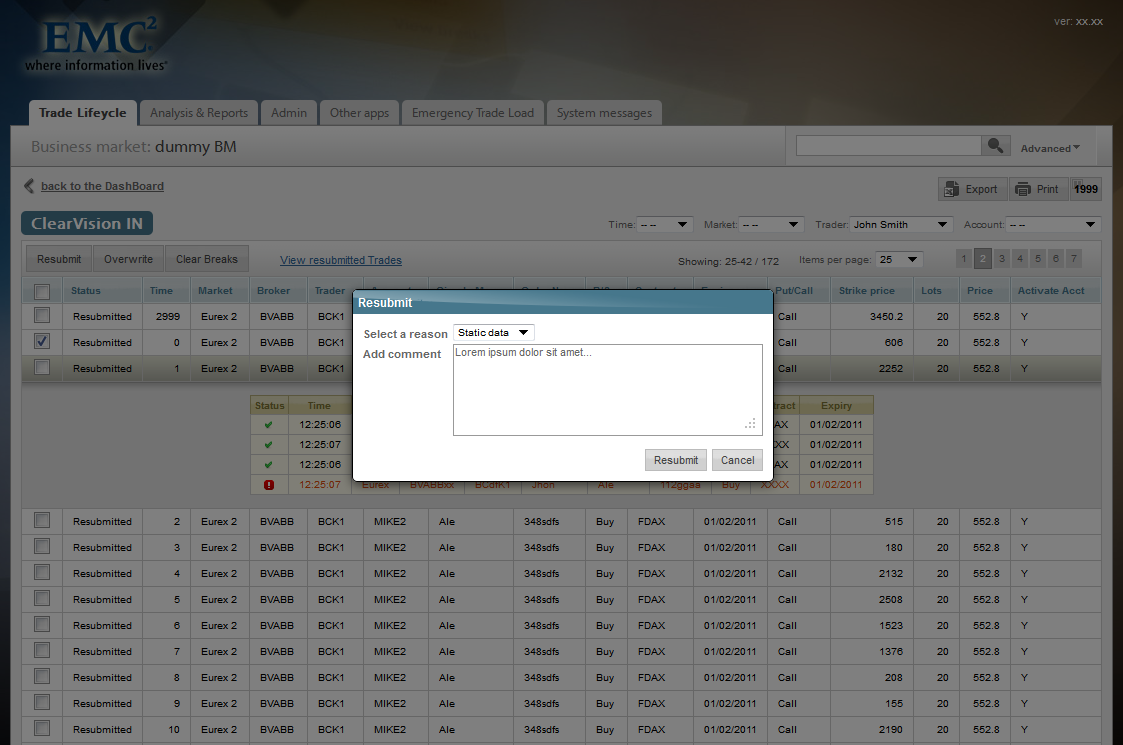 EMC²
where information lives®
ver: xx.xx
Trade Lifeycle Analysis & Reports Admin Other apps Emergency Trade Load System messages
Business market: dummy BM
Advanced
back to the DashBoard
Export Print 1999
ClearVision IN
Time: -- -- Market: -- -- Trader: John Smith Account: -- --
Resubmit Overwrite Clear Breaks View resubmitted Trades Showing: 25-42 / 172 Items per page: 25 1 2 3 4 5 6 7
Status Time Market Broker Trader Put/Call Strike price Lots Price Activate Acct
Resubmitted 2999 Eurex 2 BVABB BCK1 Call 3450.2 20 552.8 Y
Resubmitted 0 Eurex 2 BVABB BCK1 Call 606 20 552.8 Y
Resubmitted 1 Eurex 2 BVABB BCK1 Call 2252 20 552.8 Y
Resubmit
Select a reason Static data
Add comment Lorem ipsum dolor sit amet...
Resubmit Cancel
Status Time Expiry
12:25:06 01/02/2011
12:25:07 01/02/2011
12:25:06 01/02/2011
12:25:07 Eurex BVABBxx BCdfK1 Jhon Ale 112ggaa Buy XXXX 01/02/2011
Resubmitted 2 Eurex 2 BVABB BCK1 MIKE2 Ale 348sdfs Buy FDAX 01/02/2011 Call 515 20 552.8 Y
Resubmitted 3 Eurex 2 BVABB BCK1 MIKE2 Ale 348sdfs Buy FDAX 01/02/2011 Call 180 20 552.8 Y
Resubmitted 4 Eurex 2 BVABB BCK1 MIKE2 Ale 348sdfs Buy FDAX 01/02/2011 Call 2132 20 552.8 Y
Resubmitted 5 Eurex 2 BVABB BCK1 MIKE2 Ale 348sdfs Buy FDAX 01/02/2011 Call 2508 20 552.8 Y
Resubmitted 6 Eurex 2 BVABB BCK1 MIKE2 Ale 348sdfs Buy FDAX 01/02/2011 Call 1523 20 552.8 Y
Resubmitted 7 Eurex 2 BVABB BCK1 MIKE2 Ale 348sdfs Buy FDAX 01/02/2011 Call 1376 20 552.8 Y
Resubmitted 8 Eurex 2 BVABB BCK1 MIKE2 Ale 348sdfs Buy FDAX 01/02/2011 Call 208 20 552.8 Y
Resubmitted 9 Eurex 2 BVABB BCK1 MIKE2 Ale 348sdfs Buy FDAX 01/02/2011 Call 155 20 552.8 Y
Resubmitted 10 Eurex 2 BVABB BCK1 MIKE2 Ale 348sdfs Buy FDAX 01/02/2011 Call 2190 20 552.8 Y